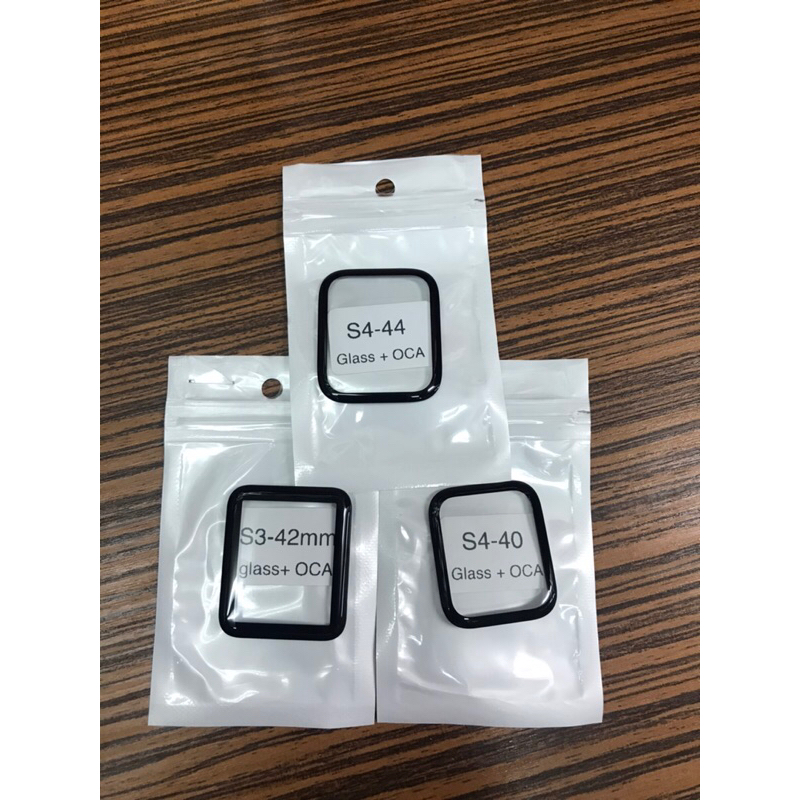 S4-44
Glass + OCA
S3-42mm
glass+ OCA
S4-40
Glass + OCA